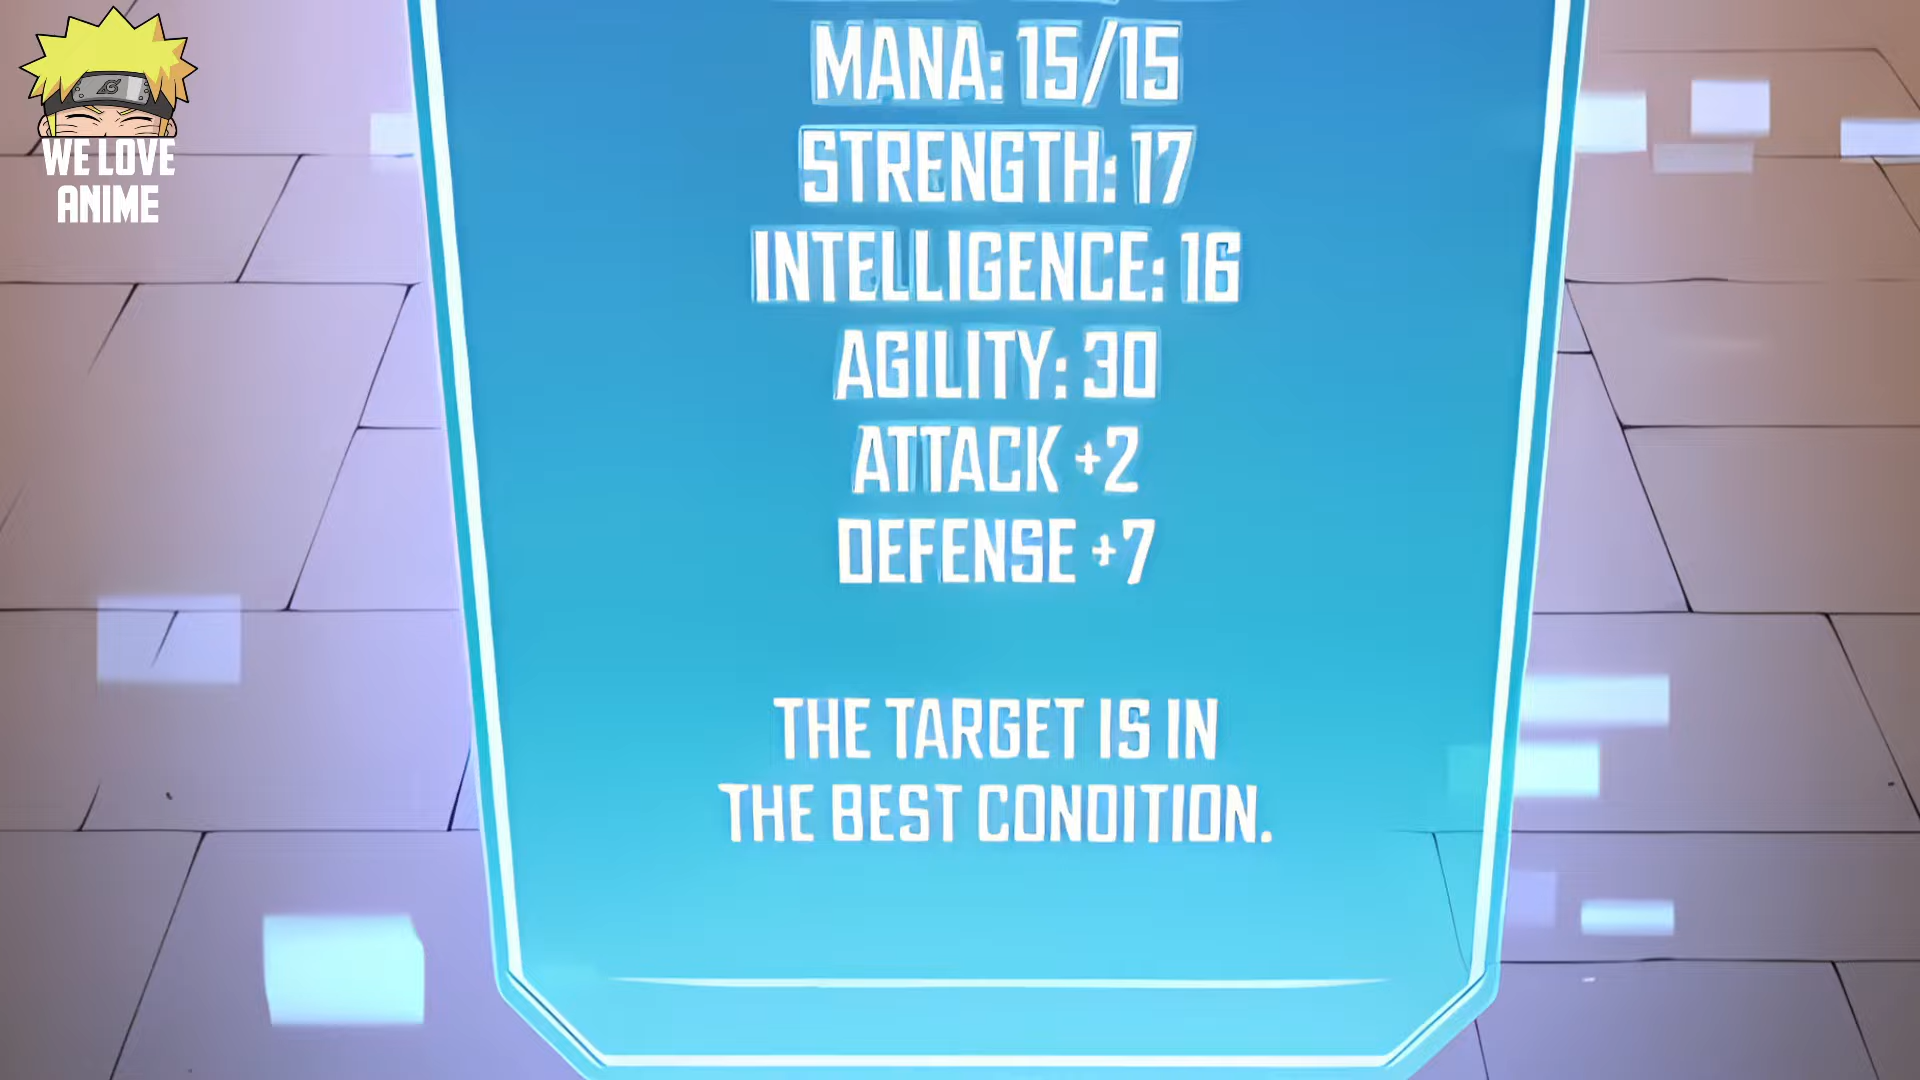 WE LOVE
ANIME
MANA: 15/15
STRENGTH: 17
INTELLIGENCE: 16
AGILITY: 30
ATTACK +2
DEFENSE +7
THE TARGET IS IN
THE BEST CONDITION.